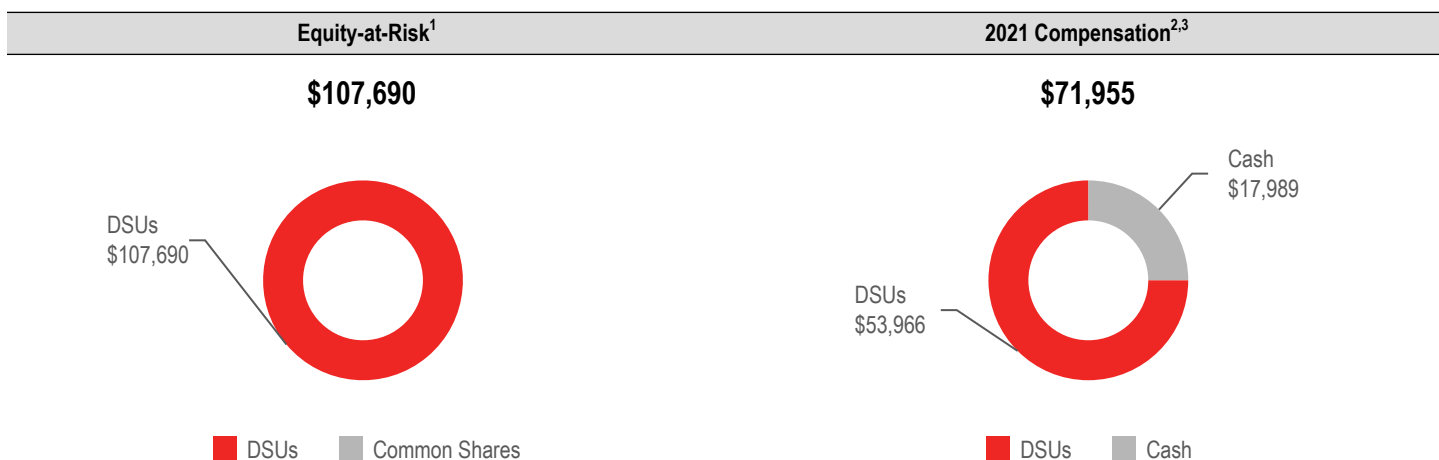 Equity-at-Risk1
2021 Compensation2,3
$107,690
$71,955
DSUs
$107,690
Cash
$17,989
DSUs
$53,966
DSUs
Common Shares
DSUs
Cash